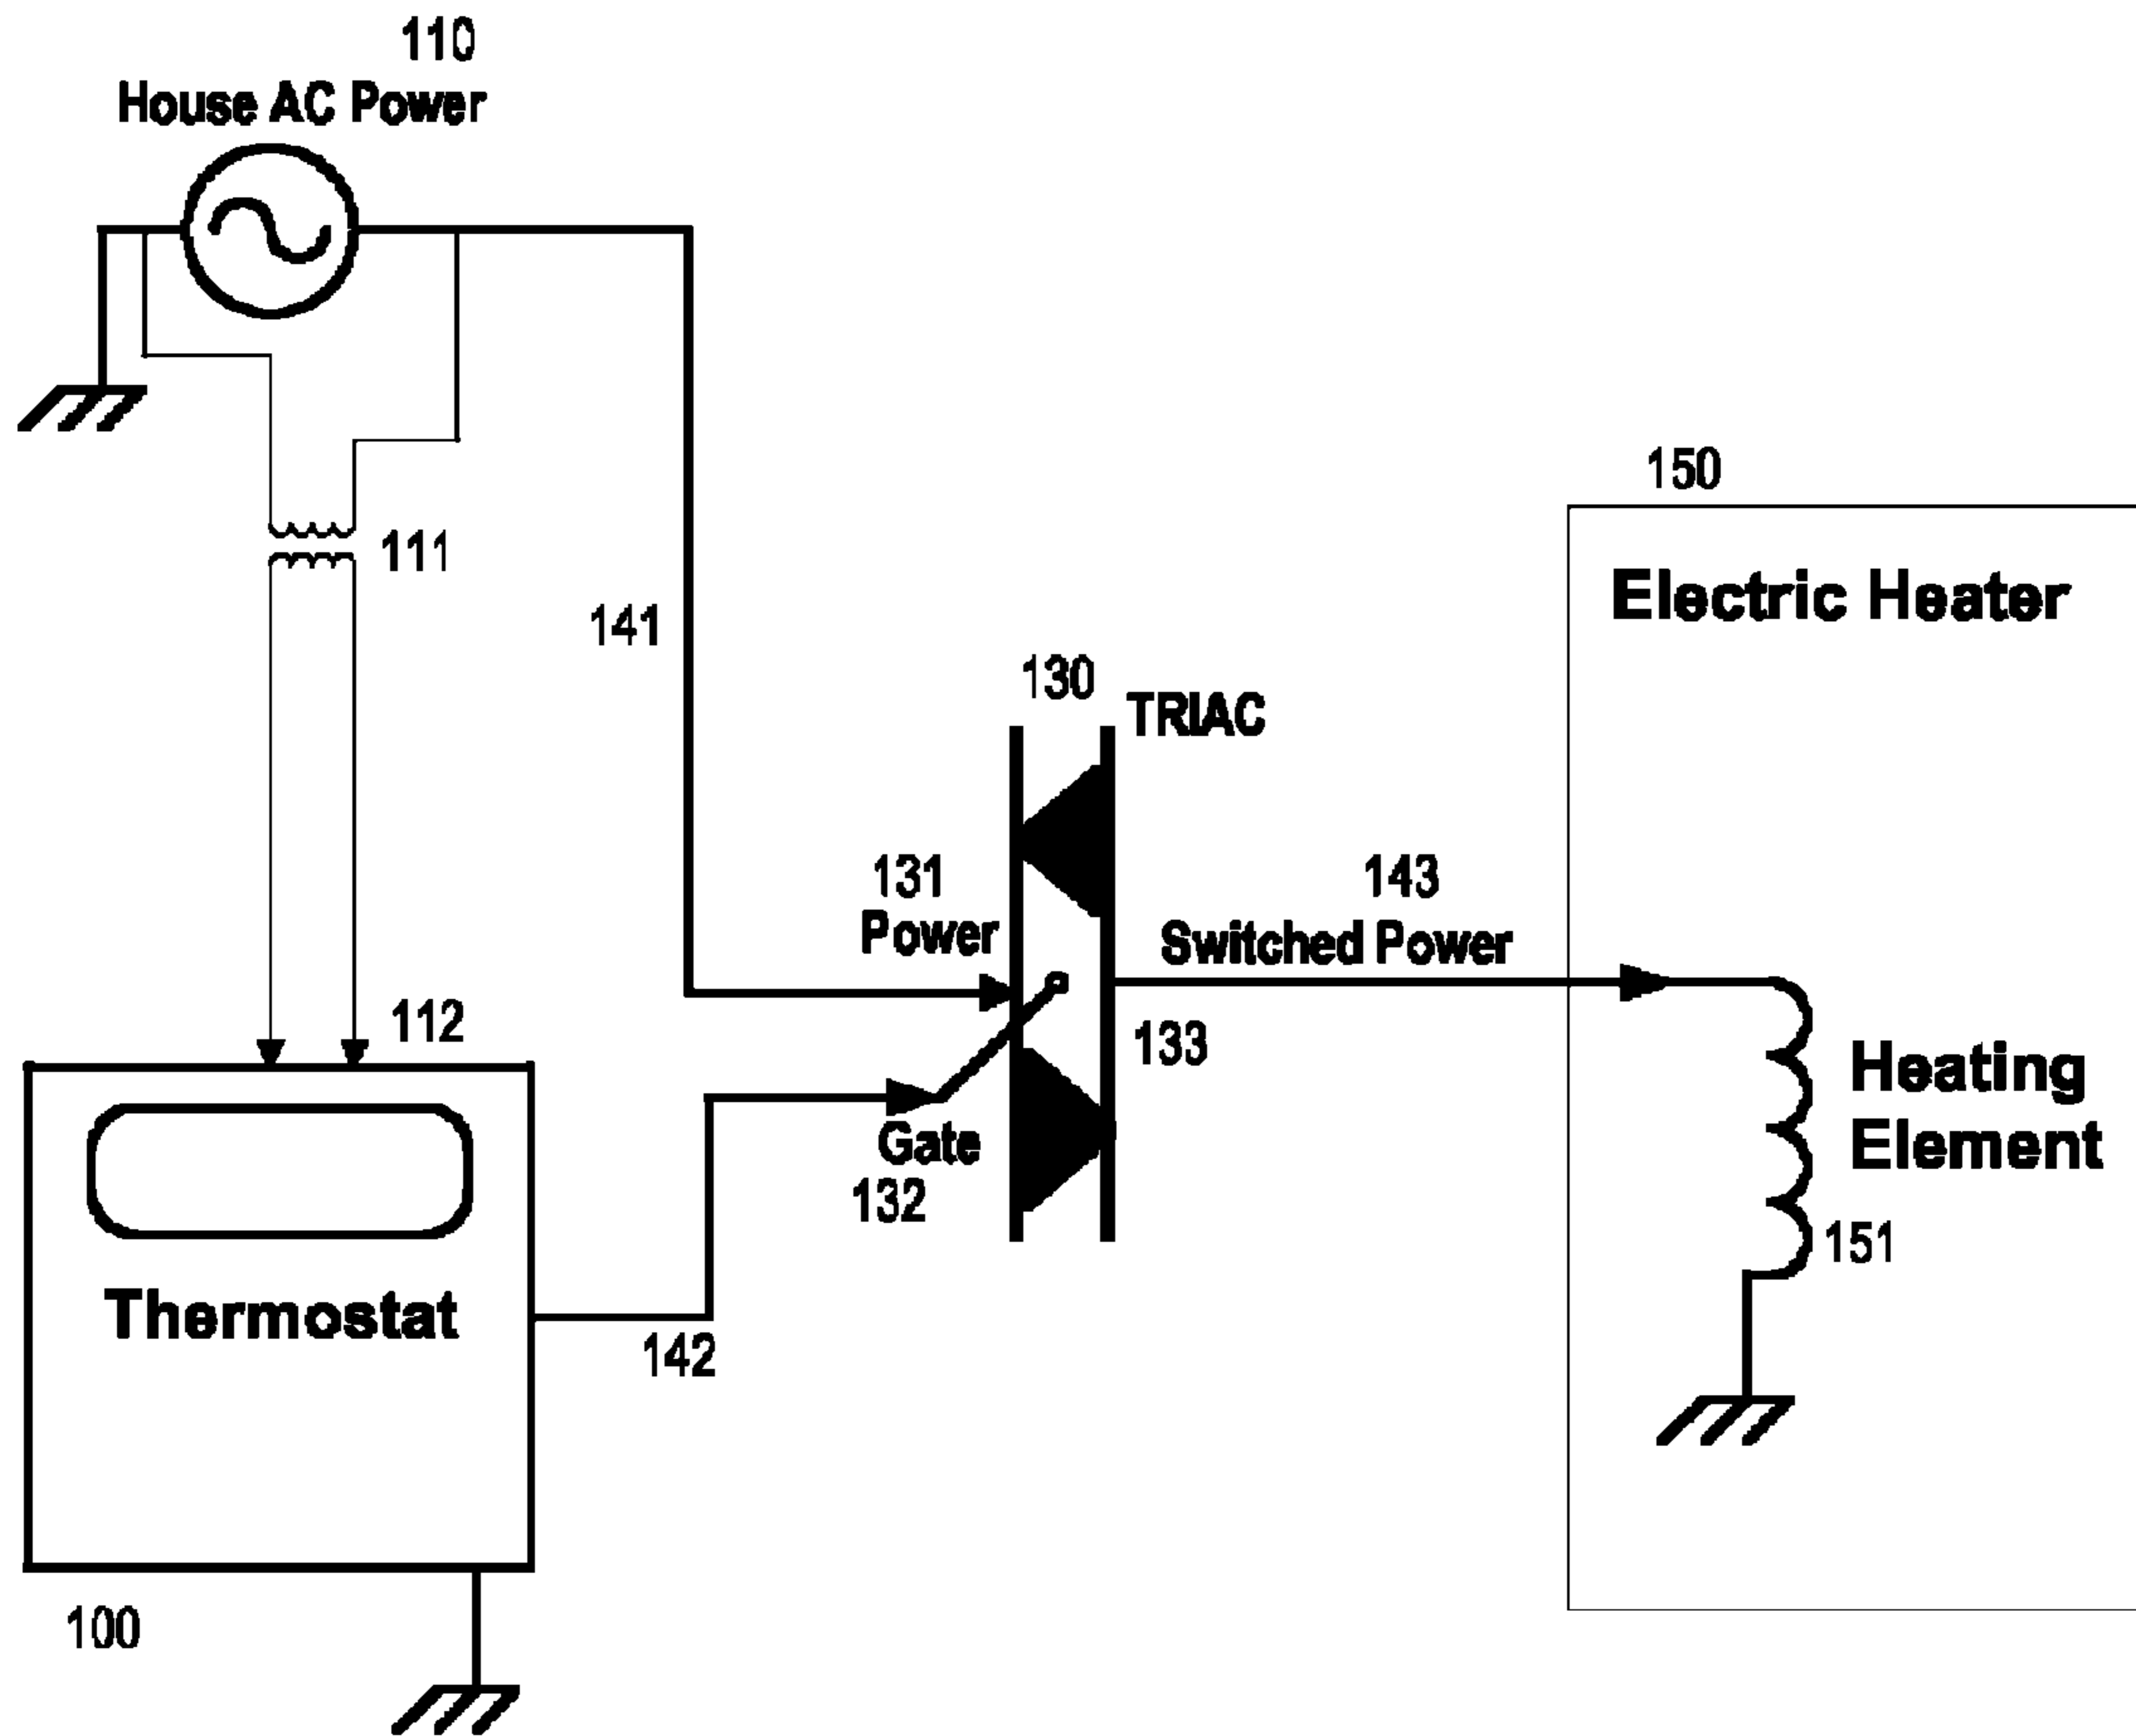 110
House AC Power
111
141
150
Electric Heater
130
TRIAC
131
Power
143
Switched Power
112
133
Heating
Element
Gate
132
151
Thermostat
142
100